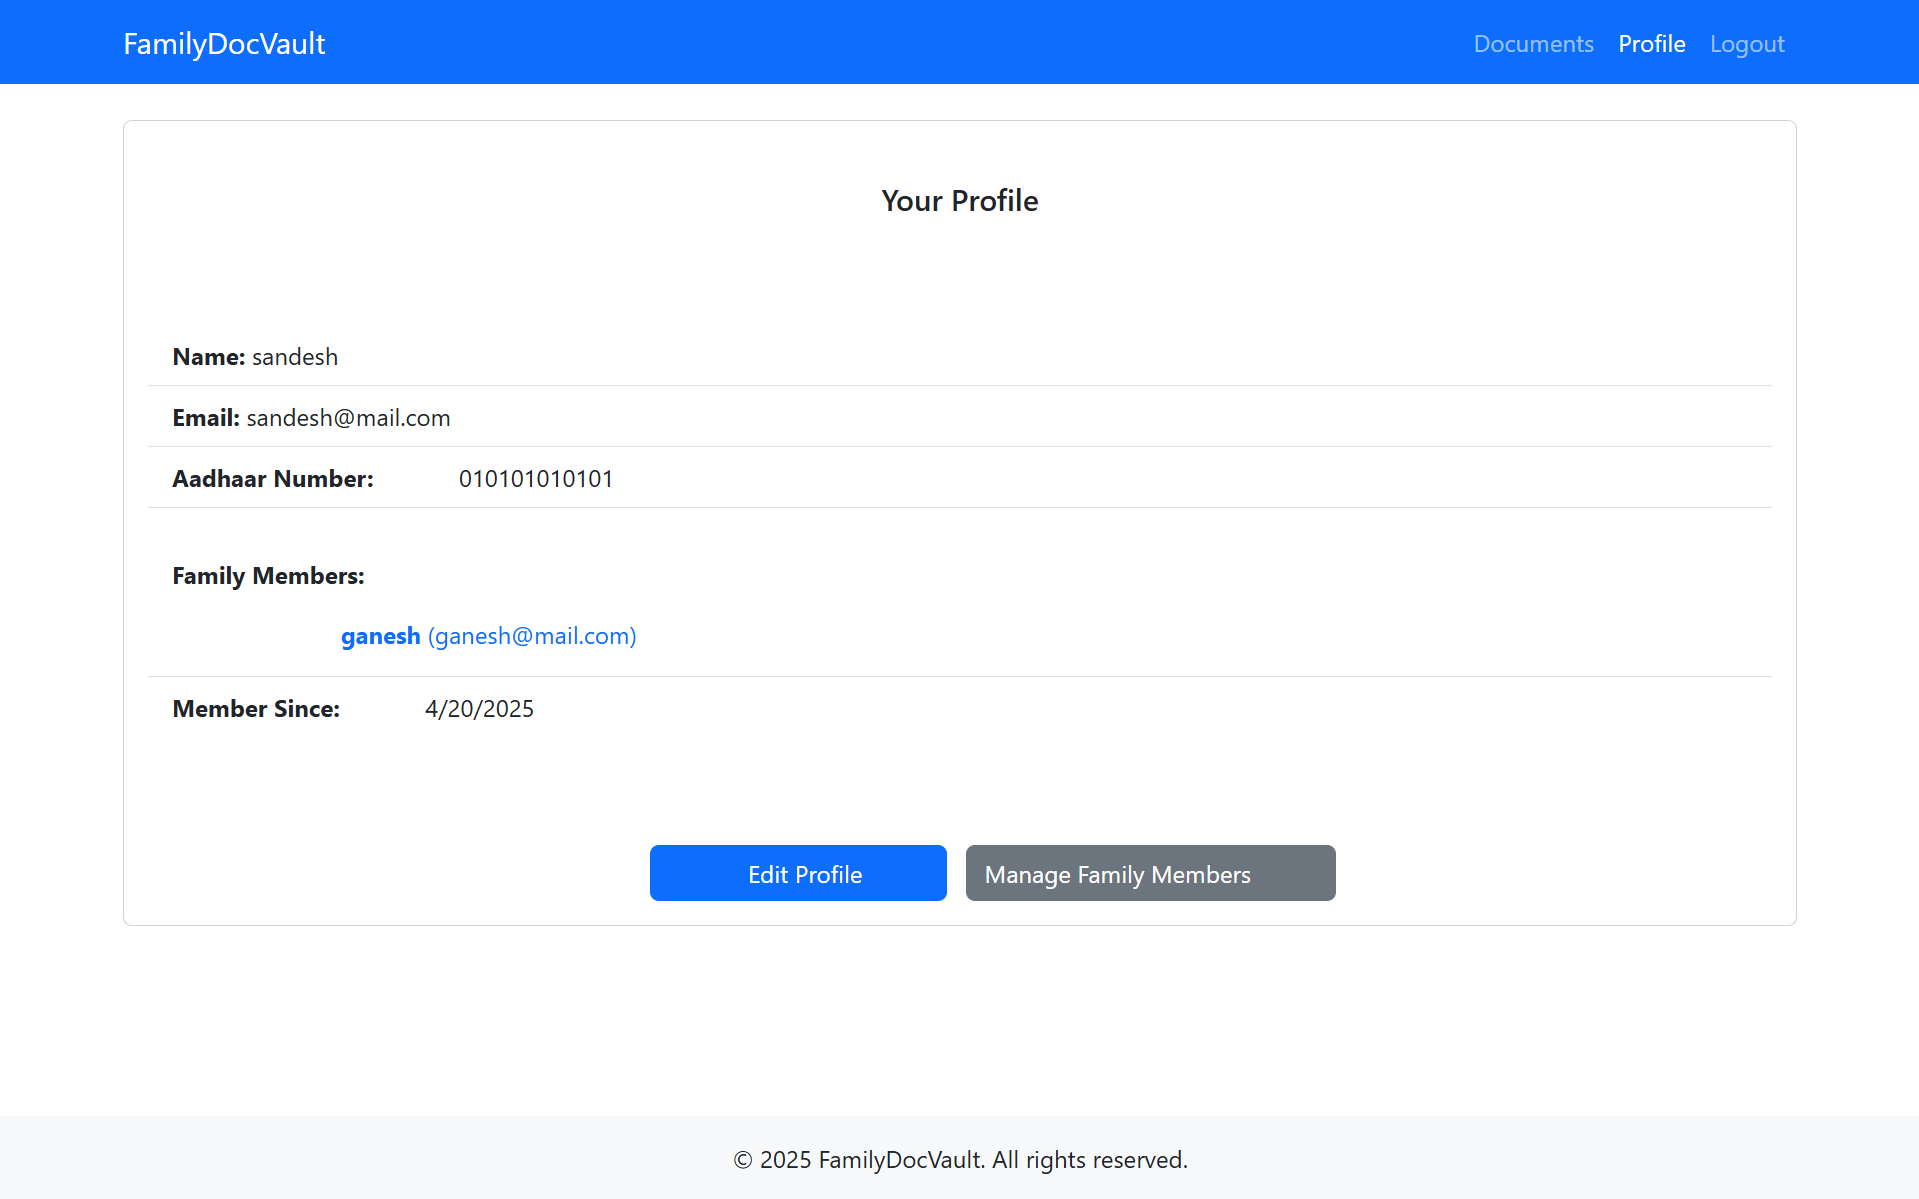 FamilyDocVault Documents Profile Logout
Your Profile
Name: sandesh
Email: sandesh@mail.com
Aadhaar Number: 010101010101
Family Members:
ganesh (ganesh@mail.com)
Member Since: 4/20/2025
Edit Profile Manage Family Members
© 2025 FamilyDocVault. All rights reserved.